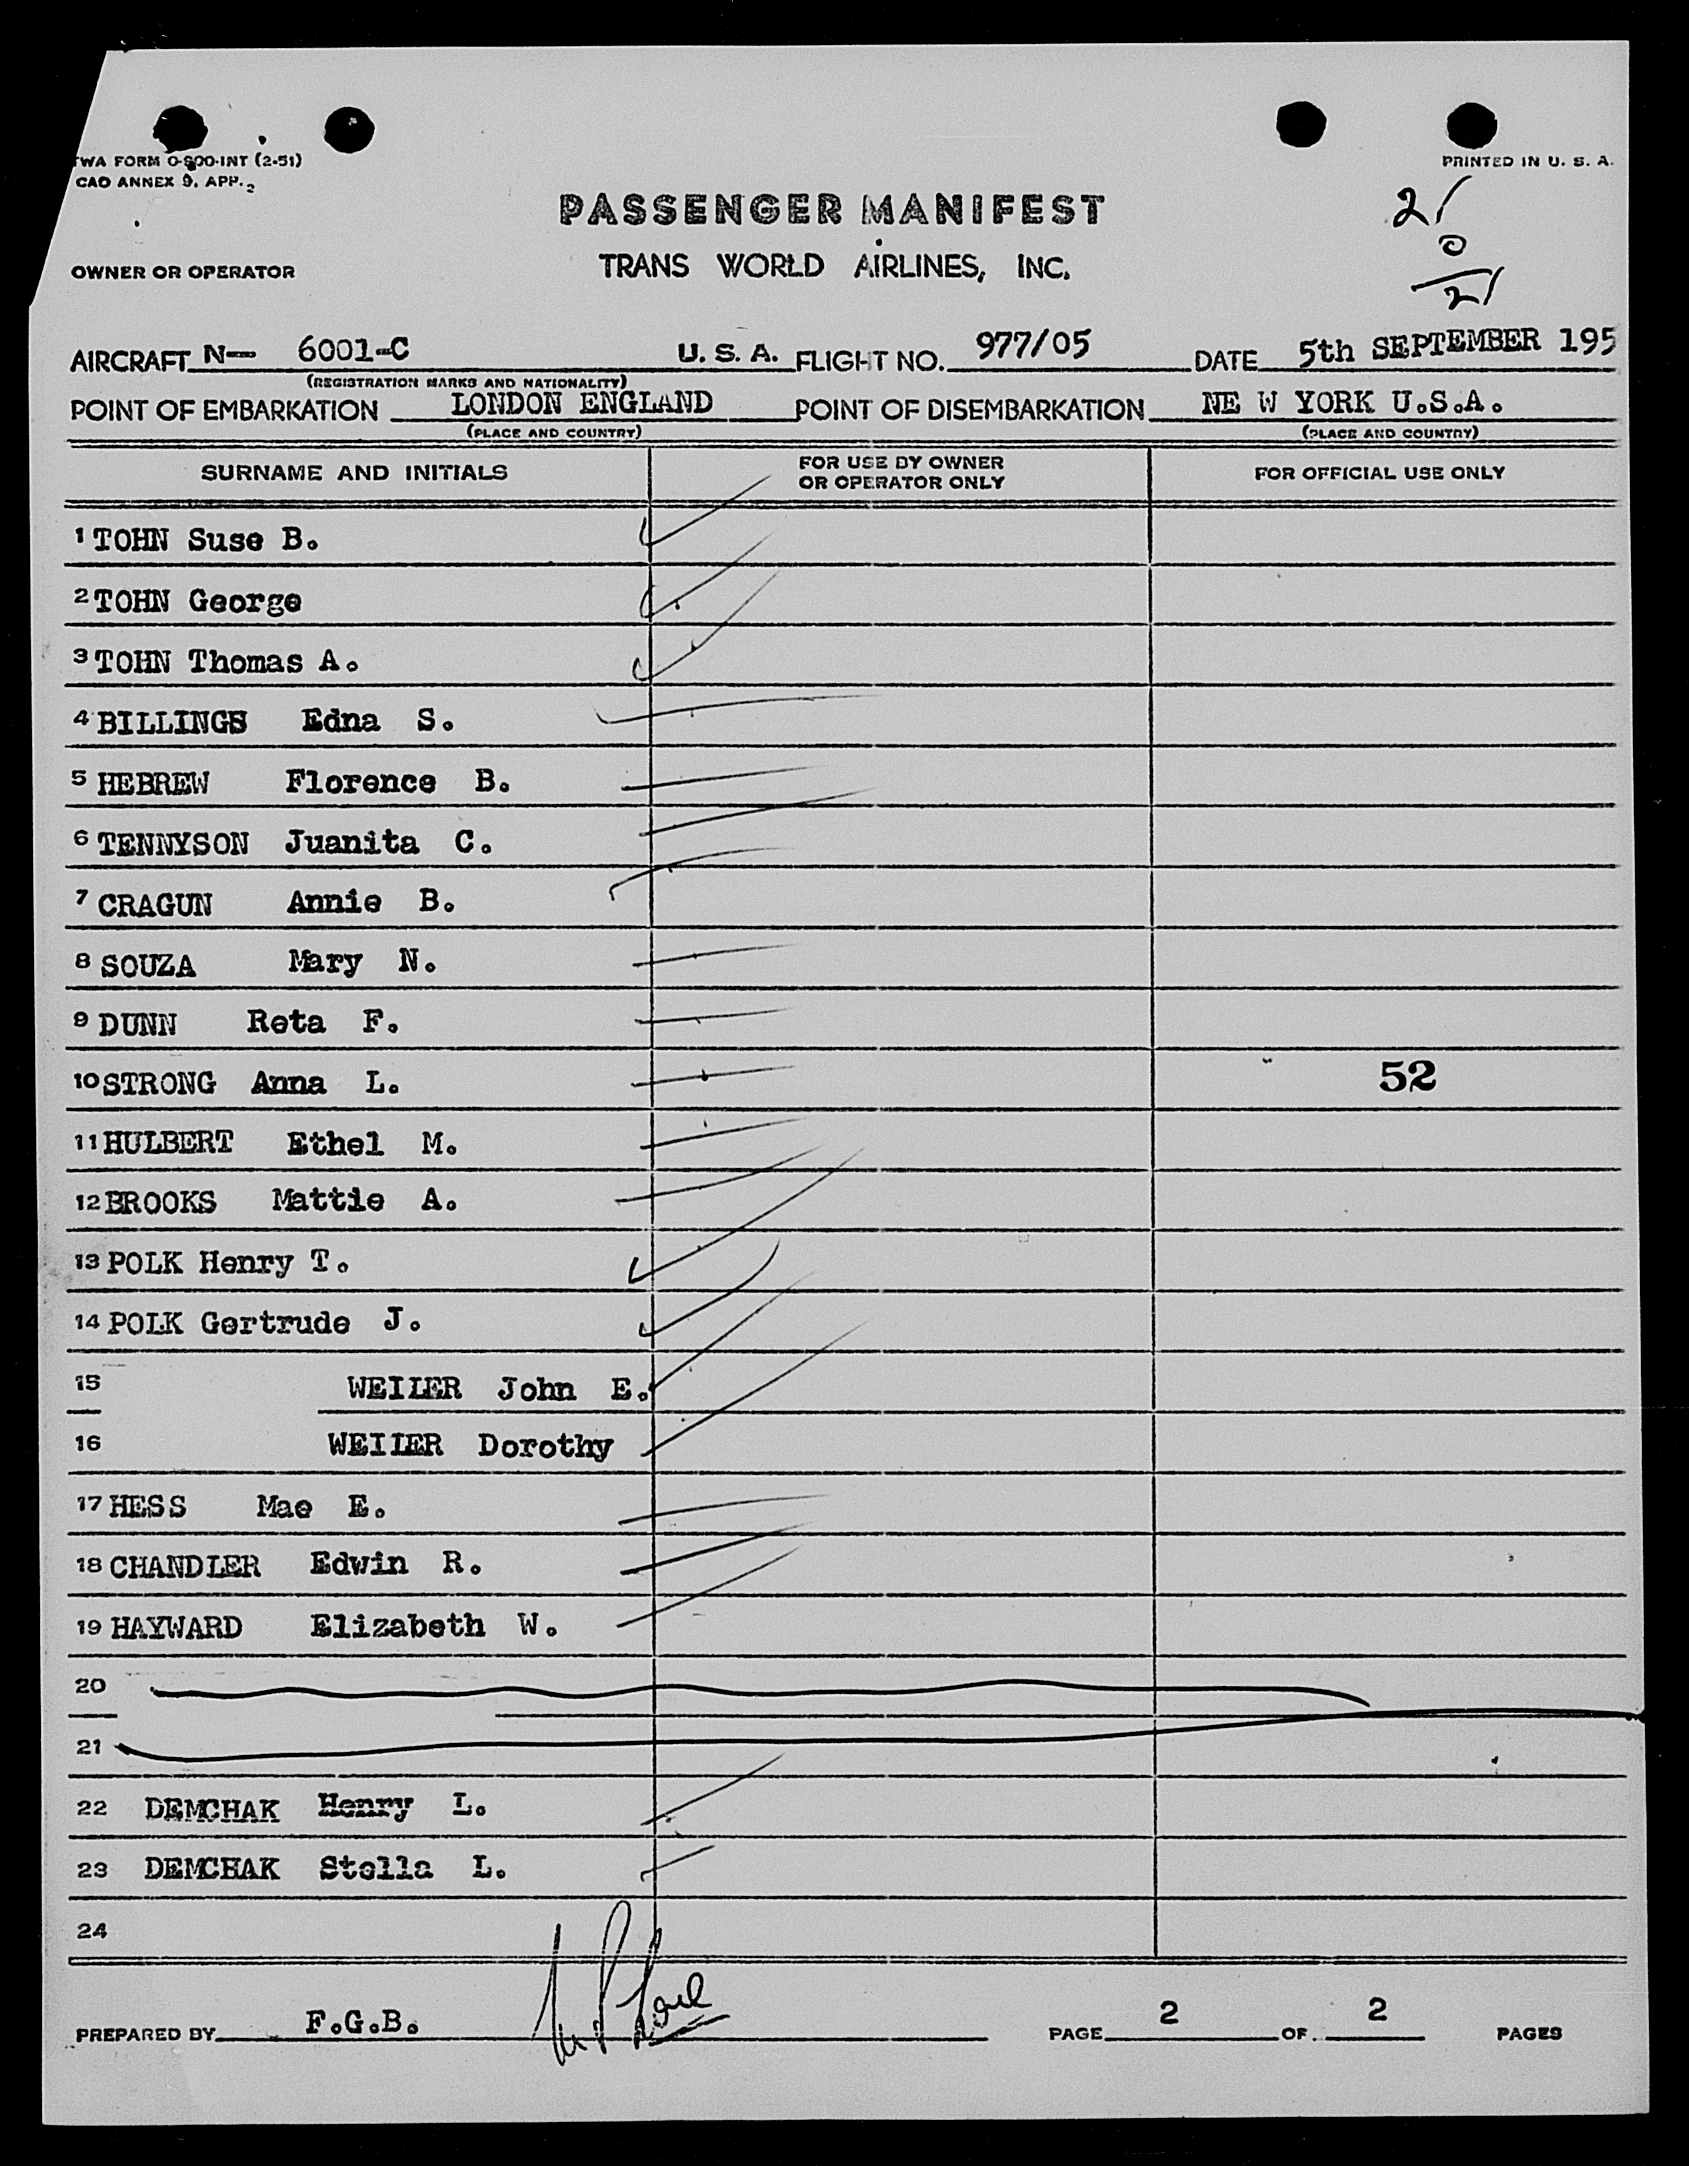 TWA FORM O-800-INT (2-51)
CAO ANNEX 9, APP. 2
PRINTED IN U. S. A.
PASSENGER MANIFEST
21
0
21
OWNER OR OPERATOR
TRANS WORLD AIRLINES, INC.
AIRCRAFT N- 6001-C U. S. A. FLIGHT NO. 977/05 DATE 5th SEPTEMBER 195
(REGISTRATION MARKS AND NATIONALITY)
POINT OF EMBARKATION LONDON ENGLAND POINT OF DISEMBARKATION NE W YORK U.S.A.
(PLACE AND COUNTRY) (PLACE AND COUNTRY)
SURNAME AND INITIALS FOR USE BY OWNER OR OPERATOR ONLY FOR OFFICIAL USE ONLY
1 TOHN Suse B.
2 TOHN George
3 TOHN Thomas A.
4 BILLINGS Edna S.
5 HEBREW Florence B.
6 TENNYSON Juanita C.
7 CRAGUN Annie B.
8 SOUZA Mary N.
9 DUNN Reta F.
10 STRONG Anna L. 52
11 HULBERT Ethel M.
12 BROOKS Mattie A.
13 POLK Henry T.
14 POLK Gertrude J.
15 WEILER John E.
16 WEILER Dorothy
17 HESS Mae E.
18 CHANDLER Edwin R.
19 HAYWARD Elizabeth W.
20
21
22 DEMCHAK Henry L.
23 DEMCHAK Stella L.
24
PREPARED BY F.G.B. PAGE 2 OF 2 PAGES